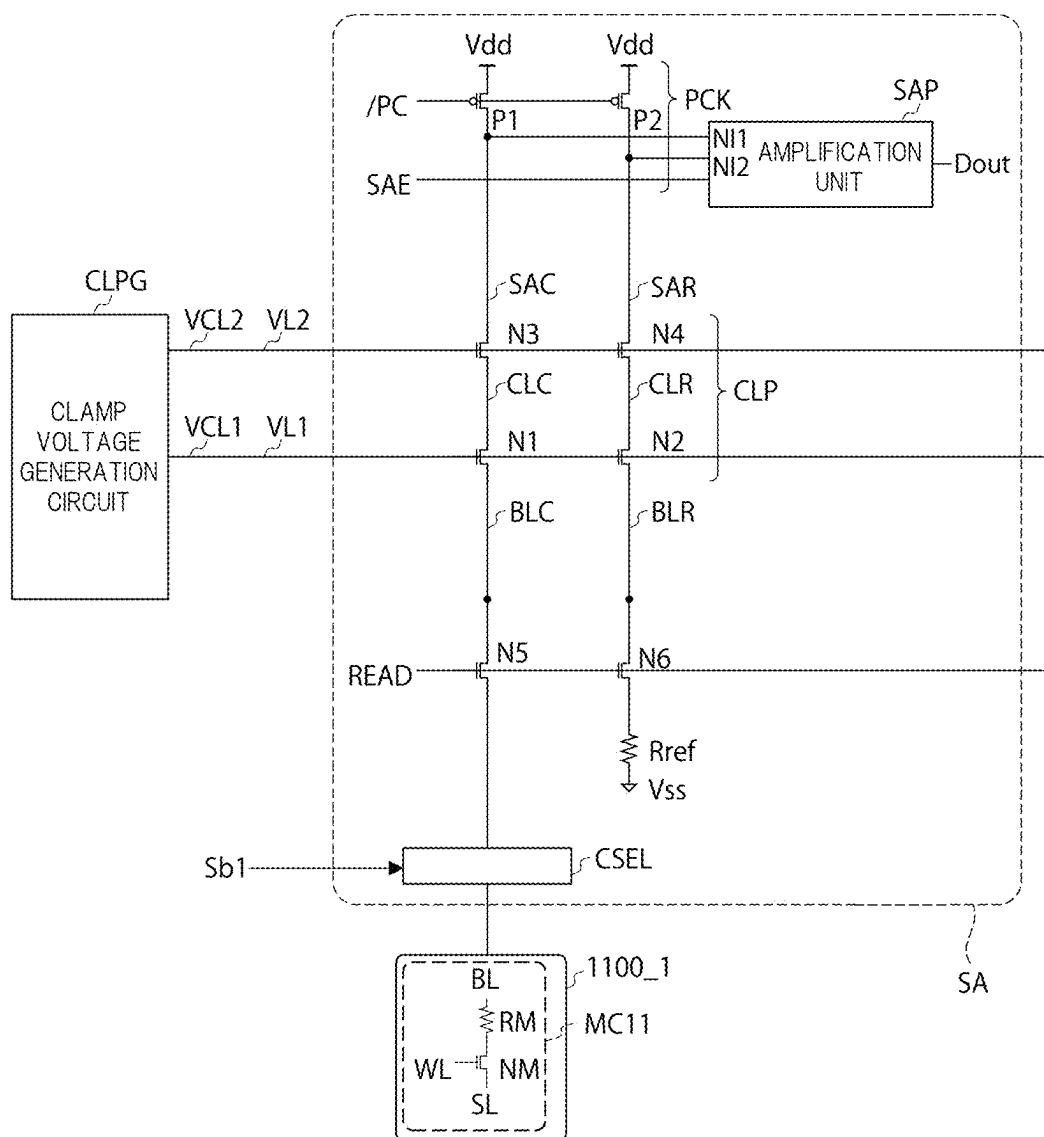 Vdd
Vdd
/PC
P1
P2
PCK
SAP
NI1
NI2
AMPLIFICATION
UNIT
Dout
SAE
CLPG
SAC
SAR
VCL2
VL2
N3
N4
CLAMP
VOLTAGE
GENERATION
CIRCUIT
CLC
CLR
CLP
VCL1
VL1
N1
N2
BLC
BLR
READ
N5
N6
Rref
Vss
Sb1
CSEL
SA
1100_1
BL
RM
MC11
WL
NM
SL